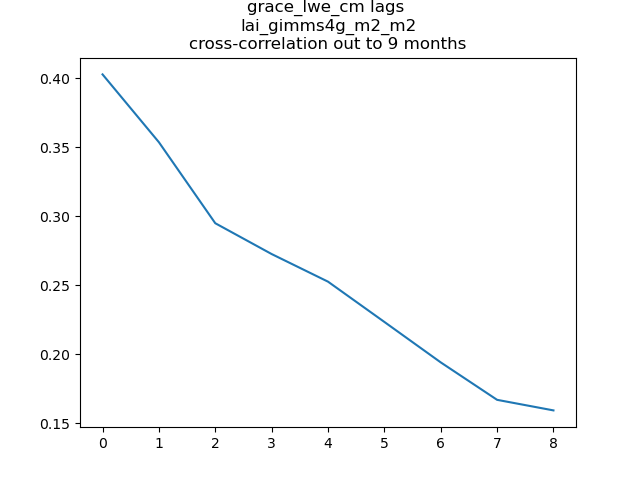 grace_lwe_cm lags
lai_gimms4g_m2_m2
cross-correlation out to 9 months
0.40
0.35
0.30
0.25
0.20
0.15
0 1 2 3 4 5 6 7 8